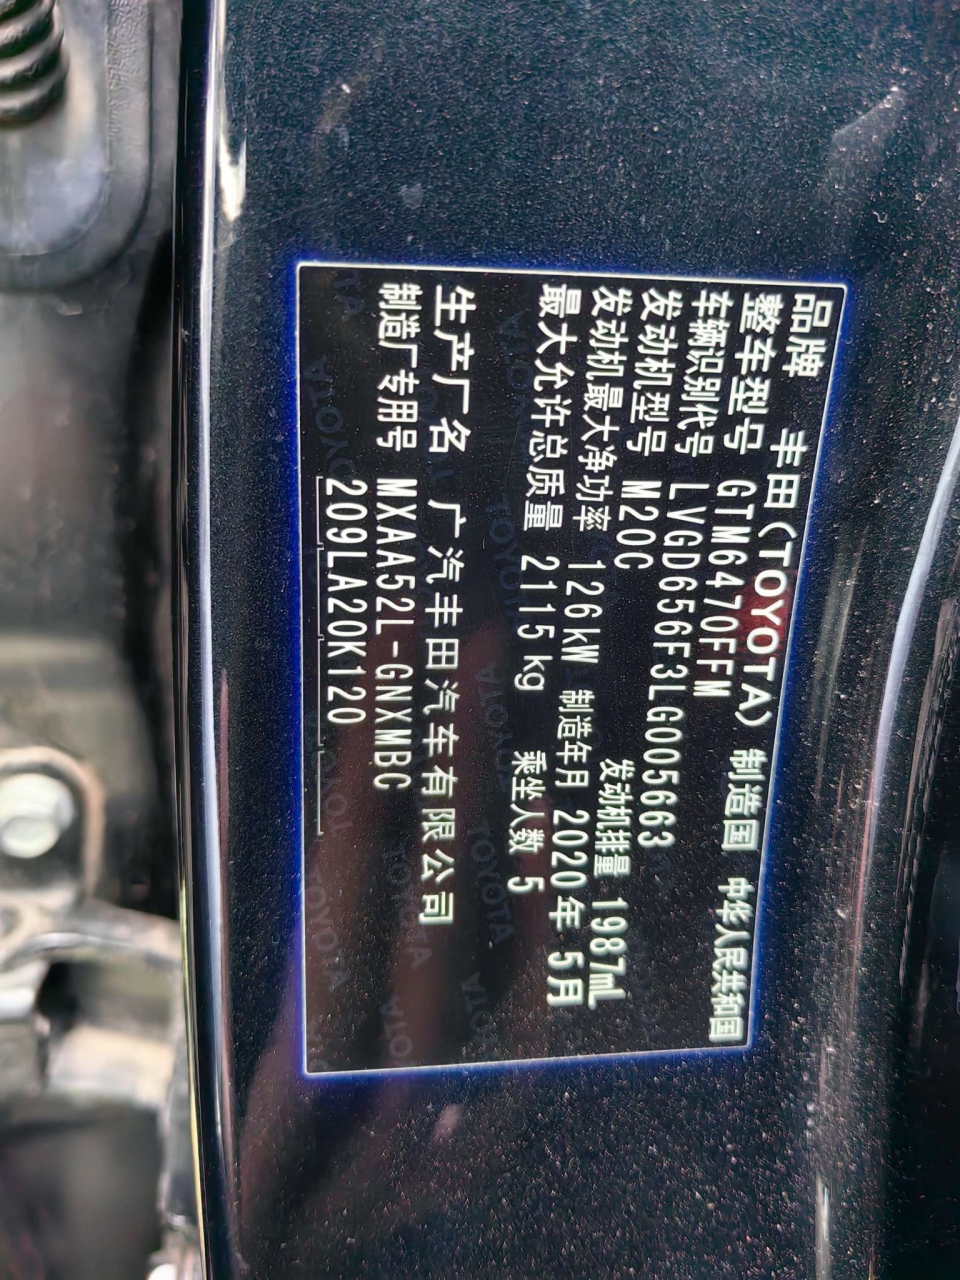 品牌 丰田(TOYOTA) 制造国 中华人民共和国
整车型号 GTM6470FFM
车辆识别代号 LVGD656F3LG005663
发动机型号 M20C 发动机排量 1987mL
发动机最大净功率 126kW 制造年月 2020年 5月
最大允许总质量 2115kg 乘坐人数 5
生产厂名 广汽丰田汽车有限公司
制造厂专用号 MXAA52L-GNXMBC
209LA20K120